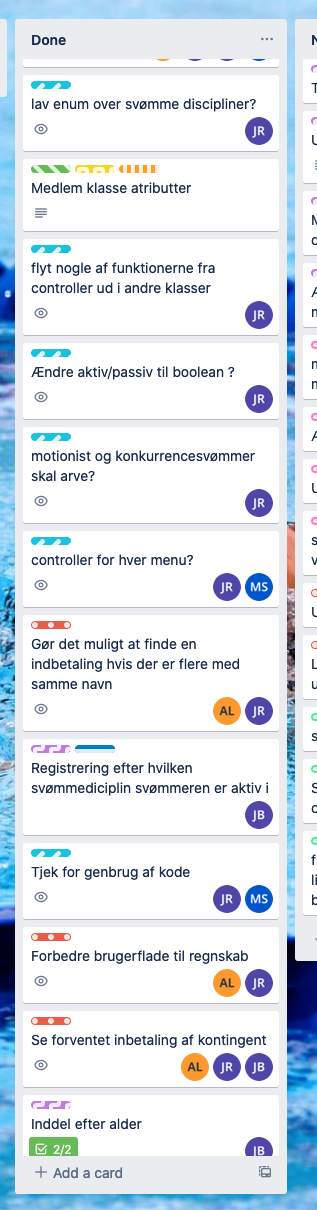 Done
lav enum over svømme discipliner?
JR
Medlem klasse atributter
flyt nogle af funktionerne fra
controller ud i andre klasser
JR
Ændre aktiv/passiv til boolean ?
JR
motionist og konkurrencesvømmer
skal arve?
JR
controller for hver menu?
JR MS
Gør det muligt at finde en
indbetaling hvis der er flere med
samme navn
AL JR
Registrering efter hvilken
svømmediciplin svømmeren er aktiv i
JB
Tjek for genbrug af kode
JR MS
Forbedre brugerflade til regnskab
AL JR
Se forventet inbetaling af kontingent
AL JR JB
Inddel efter alder
2/2 JB
+ Add a card